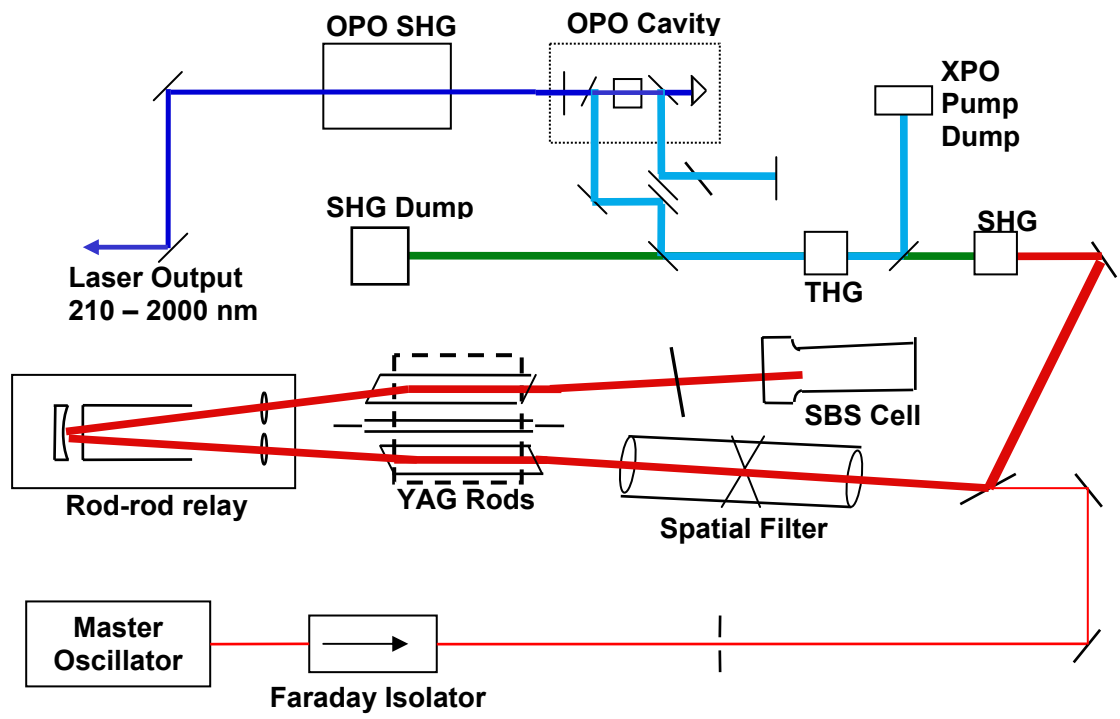 OPO SHG
OPO Cavity
XPO
Pump
Dump
SHG Dump
SHG
THG
Laser Output
210 – 2000 nm
SBS Cell
Rod-rod relay
YAG Rods
Spatial Filter
Master
Oscillator
Faraday Isolator